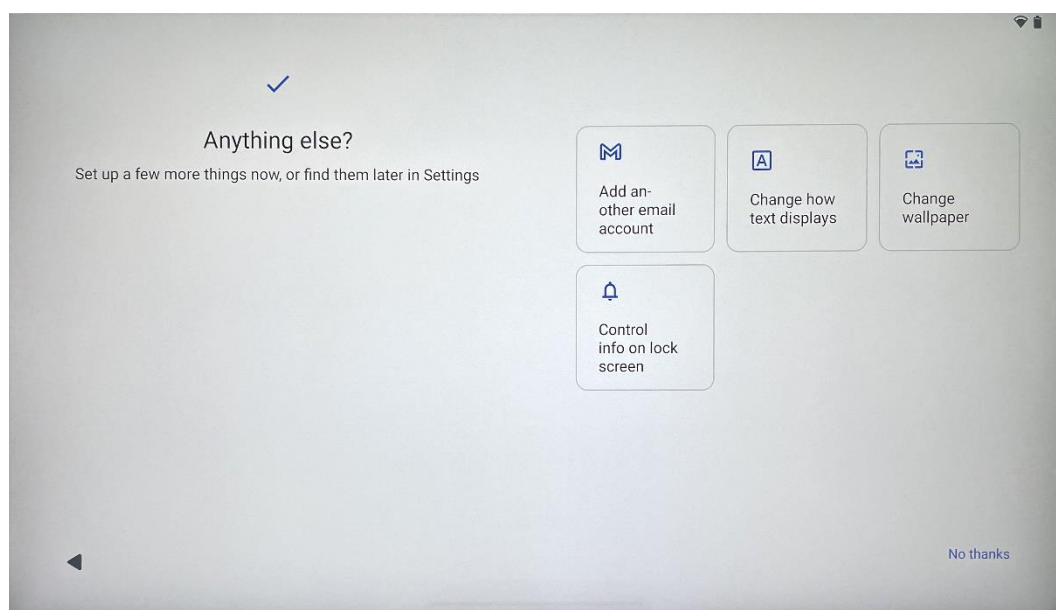 Anything else?
Set up a few more things now, or find them later in Settings
Add an-
other email
account
Change how
text displays
Change
wallpaper
Control
info on lock
screen
No thanks